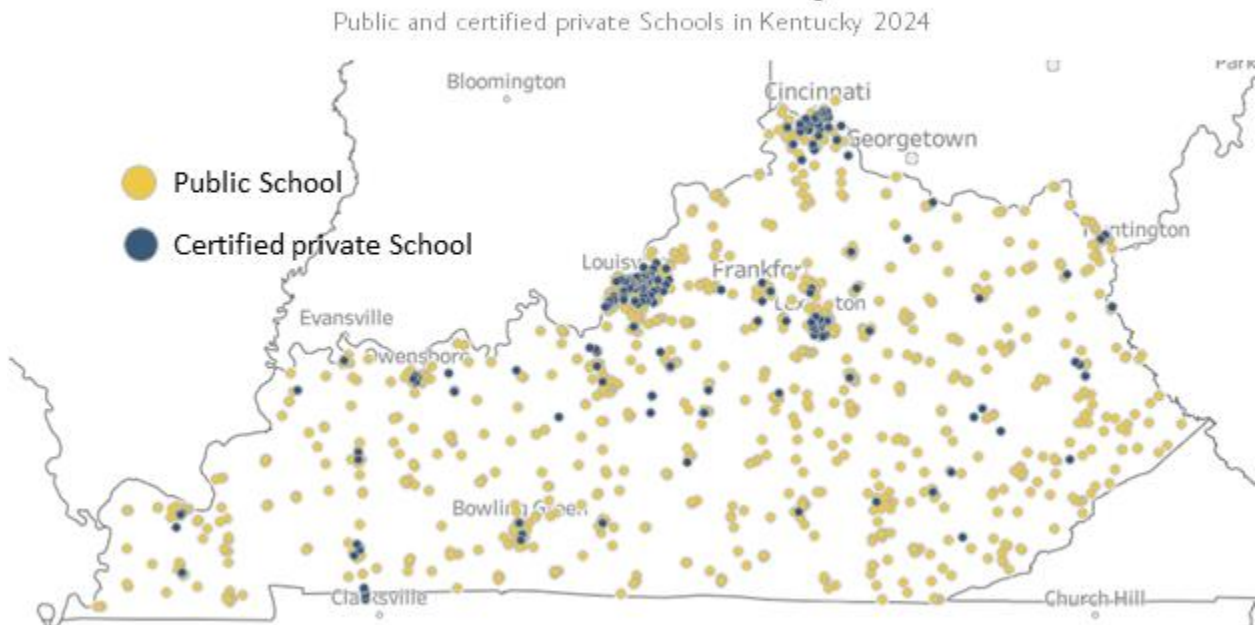 Public and certified private Schools in Kentucky 2024
Bloomington
Cincinnati
Georgetown
Public School
Certified private School
Evansville
Owensboro
Bowling Green
Clarksville
Church Hill